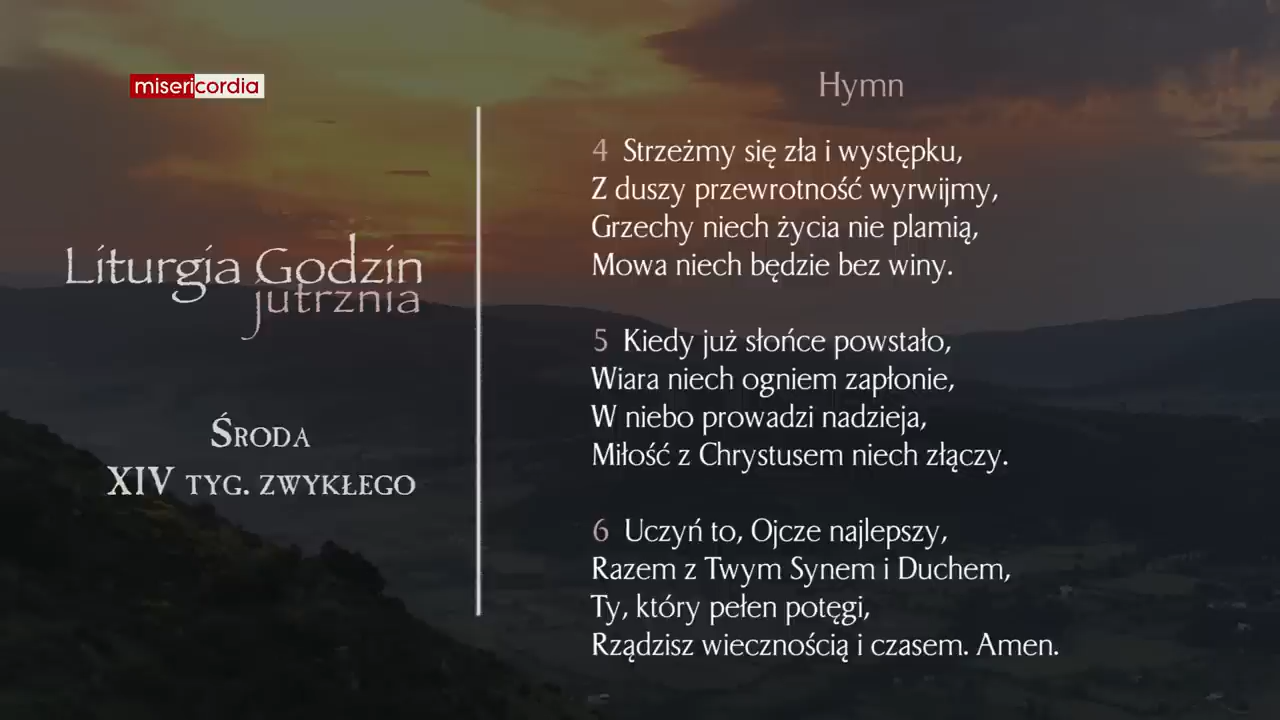 misericordia
Liturgia Godzin
jutrznia
Środa
XIV tyg. zwykłego
Hymn
4 Strzeżmy się zła i występku,
Z duszy przewrotność wyrwijmy,
Grzechy niech życia nie plamią,
Mowa niech będzie bez winy.
5 Kiedy już słońce powstało,
Wiara niech ogniem zapłonie,
W niebo prowadzi nadzieja,
Miłość z Chrystusem niech złączy.
6 Uczyń to, Ojcze najlepszy,
Razem z Twym Synem i Duchem,
Ty, który pełen potęgi,
Rządzisz wiecznością i czasem. Amen.